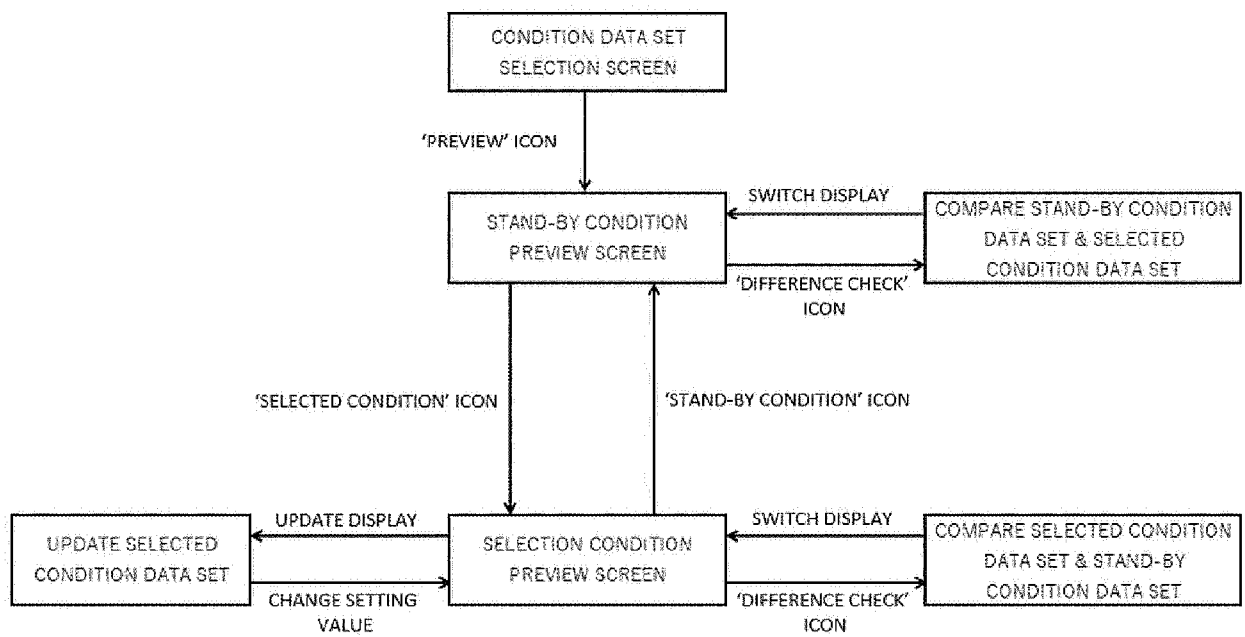 CONDITION DATA SET
SELECTION SCREEN
'PREVIEW' ICON
STAND-BY CONDITION
PREVIEW SCREEN
SWITCH DISPLAY
'DIFFERENCE CHECK'
ICON
COMPARE STAND-BY CONDITION
DATA SET & SELECTED
CONDITION DATA SET
'SELECTED CONDITION' ICON
'STAND-BY CONDITION' ICON
UPDATE SELECTED
CONDITION DATA SET
UPDATE DISPLAY
CHANGE SETTING
VALUE
SELECTION CONDITION
PREVIEW SCREEN
SWITCH DISPLAY
'DIFFERENCE CHECK'
ICON
COMPARE SELECTED CONDITION
DATA SET & STAND-BY
CONDITION DATA SET